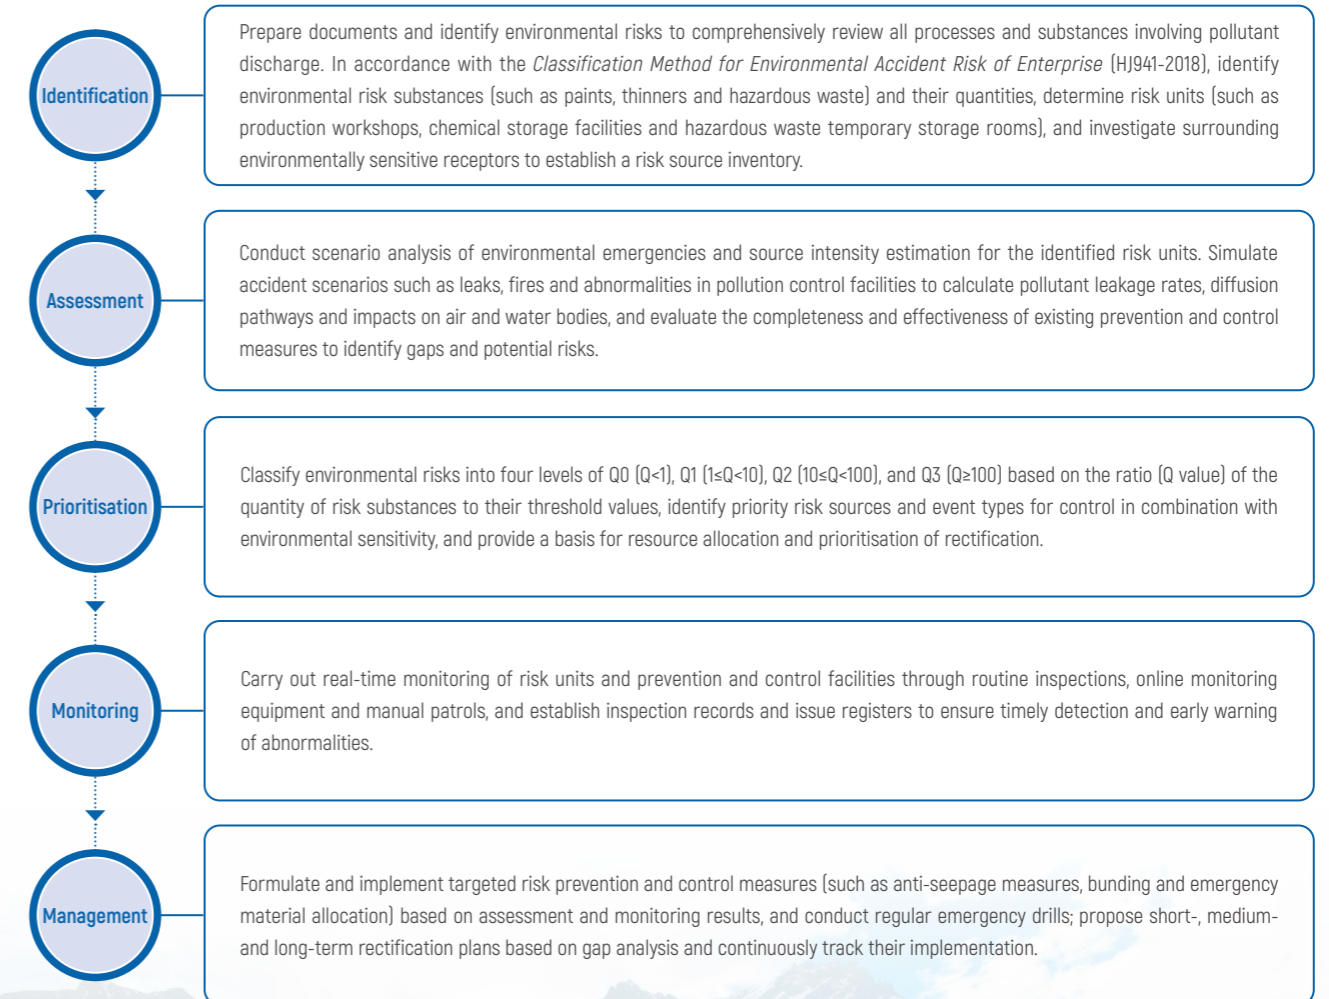 Identification
Prepare documents and identify environmental risks to comprehensively review all processes and substances involving pollutant
discharge. In accordance with the Classification Method for Environmental Accident Risk of Enterprise (HJ941-2018), identify
environmental risk substances (such as paints, thinners and hazardous waste) and their quantities, determine risk units (such as
production workshops, chemical storage facilities and hazardous waste temporary storage rooms), and investigate surrounding
environmentally sensitive receptors to establish a risk source inventory.
Assessment
Conduct scenario analysis of environmental emergencies and source intensity estimation for the identified risk units. Simulate
accident scenarios such as leaks, fires and abnormalities in pollution control facilities to calculate pollutant leakage rates, diffusion
pathways and impacts on air and water bodies, and evaluate the completeness and effectiveness of existing prevention and control
measures to identify gaps and potential risks.
Prioritisation
Classify environmental risks into four levels of Q0 (Q<1), Q1 (1≤Q<10), Q2 (10≤Q<100), and Q3 (Q≥100) based on the ratio (Q value) of the
quantity of risk substances to their threshold values, identify priority risk sources and event types for control in combination with
environmental sensitivity, and provide a basis for resource allocation and prioritisation of rectification.
Monitoring
Carry out real-time monitoring of risk units and prevention and control facilities through routine inspections, online monitoring
equipment and manual patrols, and establish inspection records and issue registers to ensure timely detection and early warning
of abnormalities.
Management
Formulate and implement targeted risk prevention and control measures (such as anti-seepage measures, bunding and emergency
material allocation) based on assessment and monitoring results, and conduct regular emergency drills; propose short-, medium-
and long-term rectification plans based on gap analysis and continuously track their implementation.